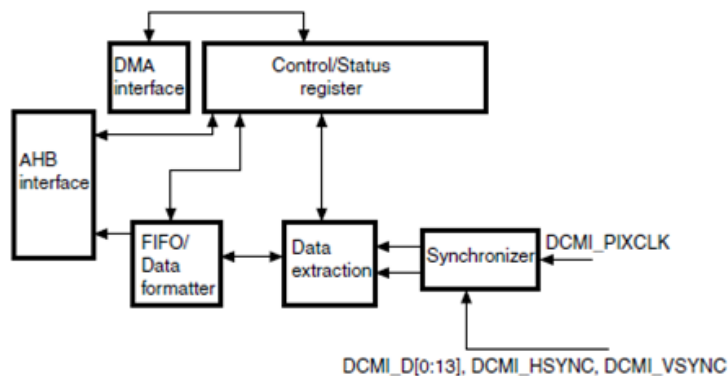 DMA
interface
Control/Status
register
AHB
interface
FIFO/
Data
formatter
Data
extraction
Synchronizer
DCMI_PIXCLK
DCMI_D[0:13], DCMI_HSYNC, DCMI_VSYNC